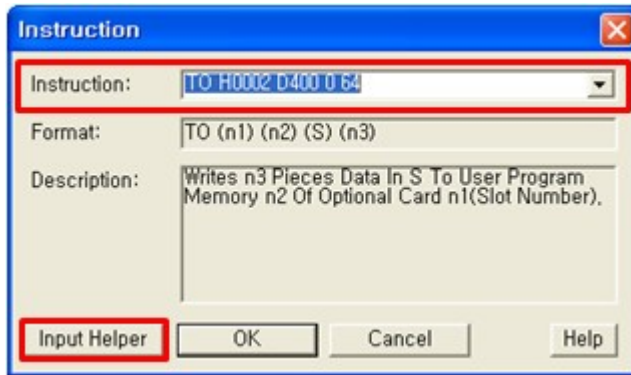 Instruction
Instruction: TO H0002 D400 0 64
Format: TO (n1) (n2) (S) (n3)
Description: Writes n3 Pieces Data In S To User Program
Memory n2 Of Optional Card n1(Slot Number).
Input Helper OK Cancel Help